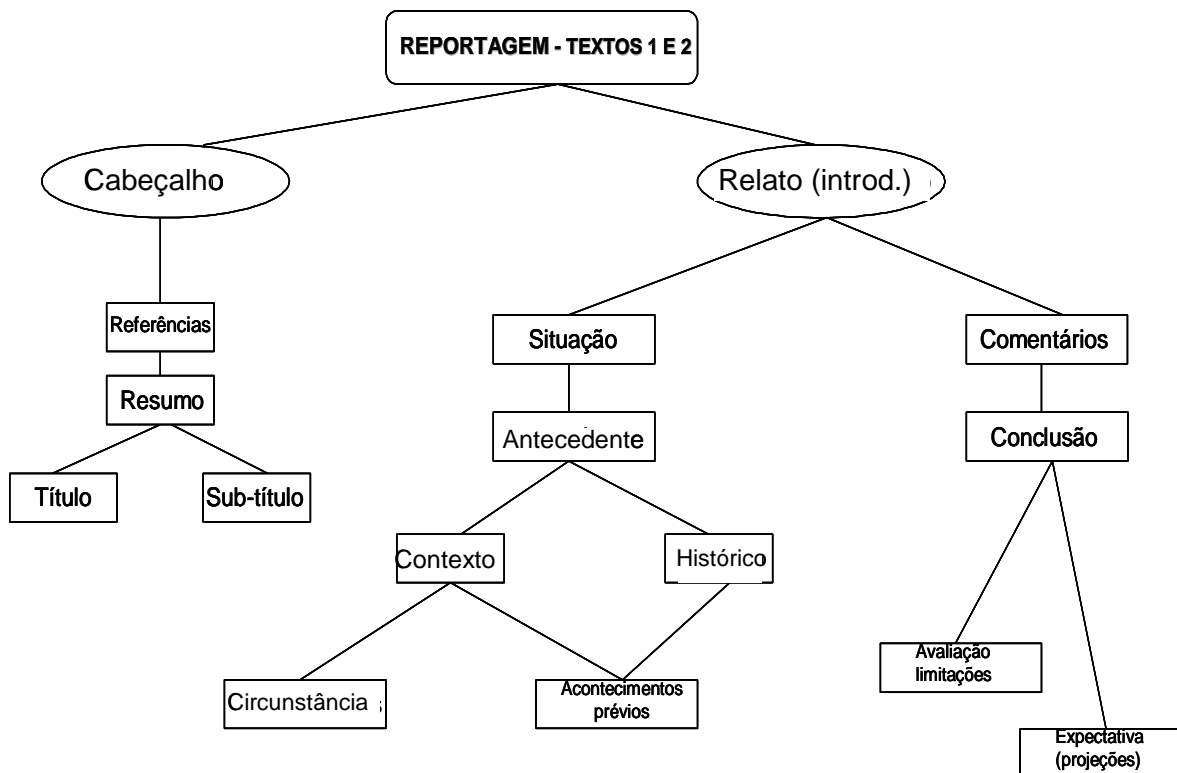 REPORTAGEM - TEXTOS 1 E 2
Cabeçalho
Relato (introd.)
Referências
Situação
Comentários
Resumo
Antecedente
Conclusão
Título
Sub-título
Contexto
Histórico
Avaliação
limitações
Circunstâncias
Acontecimentos
prévios
Expectativa
(projeções)